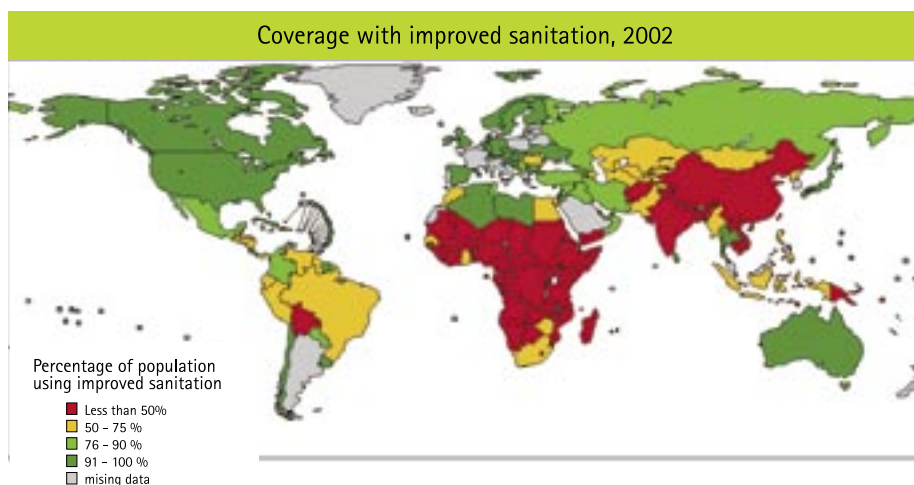 Coverage with improved sanitation, 2002
Percentage of population
using improved sanitation
Less than 50%
50 - 75 %
76 - 90 %
91 - 100 %
mising data